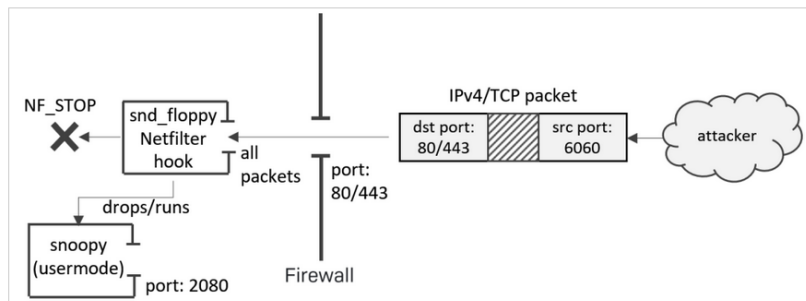 NF_STOP
snd_floppy
Netfilter
hook
all
packets
drops/runs
snoopy
(usermode)
port: 2080
port:
80/443
Firewall
IPv4/TCP packet
dst port:
80/443
src port:
6060
attacker